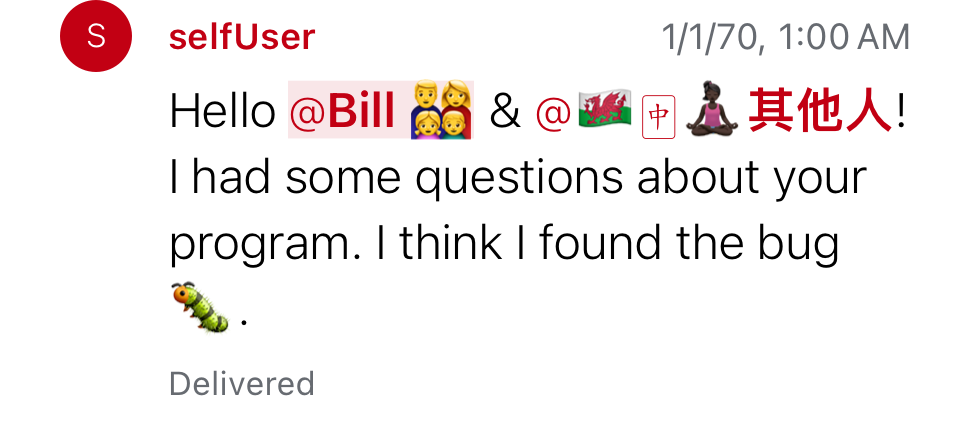 S selfUser 1/1/70, 1:00 AM
Hello @Bill 👨‍👩‍👧‍👦 & @🏴󠁧󠁢󠁷󠁬󠁳󠁿🀄︎🧘🏿‍♀️其他人!
I had some questions about your
program. I think I found the bug
🐛.
Delivered